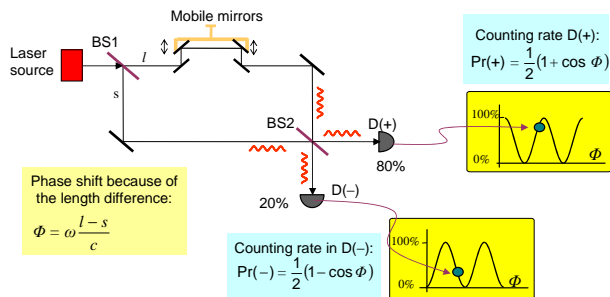 Mobile mirrors
Laser
source
BS1
l
s
BS2
D(+)
80%
D(−)
20%
Counting rate D(+):
Pr(+) = 1/2 (1 + cos Φ)
100%
0%
Φ
Phase shift because of
the length difference:
Φ = ω (l − s)/c
Counting rate in D(−):
Pr(−) = 1/2 (1 − cos Φ)
100%
0%
Φ